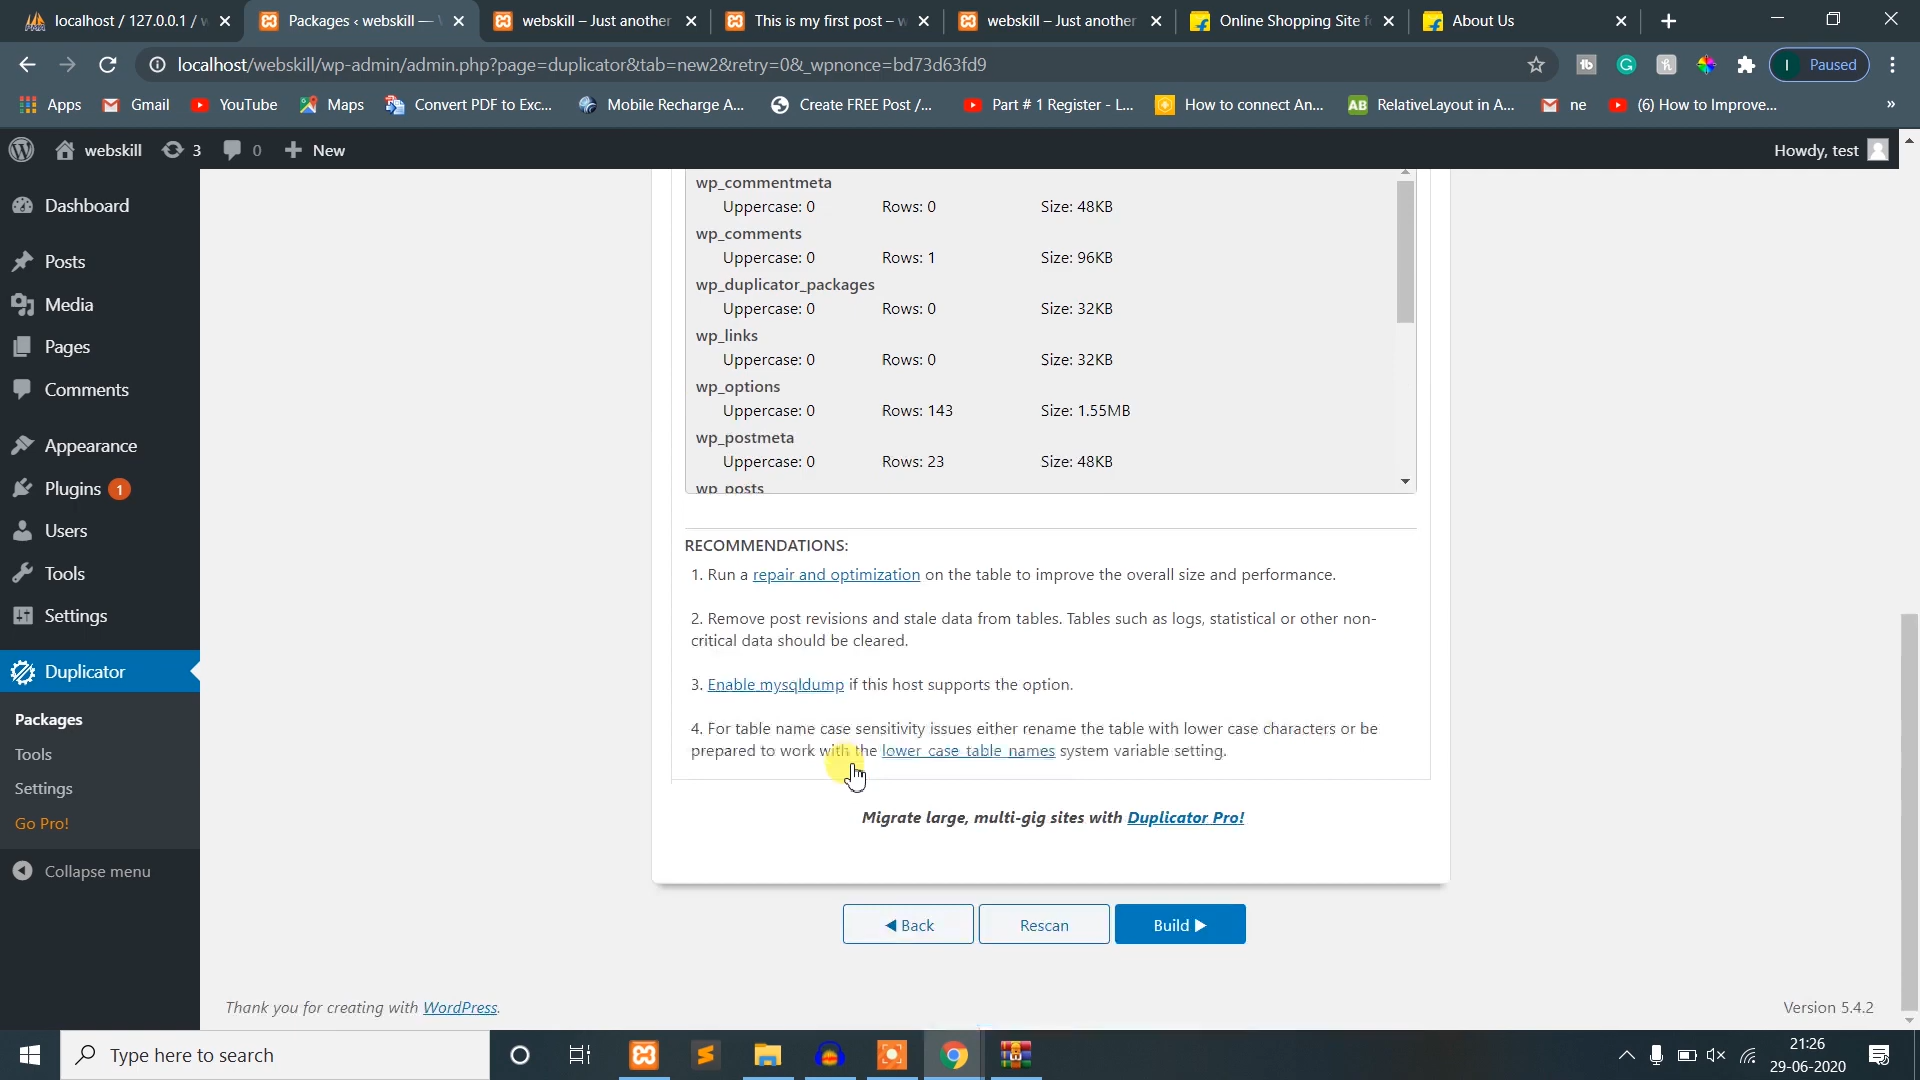 localhost / 127.0.0.1 / w
Packages ‹ webskill —
webskill – Just another
This is my first post – w
webskill – Just another
Online Shopping Site f
About Us
localhost/webskill/wp-admin/admin.php?page=duplicator&tab=new2&retry=0&_wpnonce=bd73d63fd9
Paused
Apps
Gmail
YouTube
Maps
Convert PDF to Exc...
Mobile Recharge A...
Create FREE Post /...
Part # 1 Register - L...
How to connect An...
RelativeLayout in A...
ne
(6) How to Improve...
»
webskill
3
0
New
Howdy, test
Dashboard
Posts
Media
Pages
Comments
Appearance
Plugins 1
Users
Tools
Settings
Duplicator
Packages
Tools
Settings
Go Pro!
Collapse menu
wp_commentmeta
Uppercase: 0 Rows: 0 Size: 48KB
wp_comments
Uppercase: 0 Rows: 1 Size: 96KB
wp_duplicator_packages
Uppercase: 0 Rows: 0 Size: 32KB
wp_links
Uppercase: 0 Rows: 0 Size: 32KB
wp_options
Uppercase: 0 Rows: 143 Size: 1.55MB
wp_postmeta
Uppercase: 0 Rows: 23 Size: 48KB
wp_posts
RECOMMENDATIONS:
1. Run a repair and optimization on the table to improve the overall size and performance.
2. Remove post revisions and stale data from tables. Tables such as logs, statistical or other non-
critical data should be cleared.
3. Enable mysqldump if this host supports the option.
4. For table name case sensitivity issues either rename the table with lower case characters or be
prepared to work with the lower_case_table_names system variable setting.
Migrate large, multi-gig sites with Duplicator Pro!
◀ Back
Rescan
Build ▶
Thank you for creating with WordPress.
Version 5.4.2
Type here to search
21:26
29-06-2020